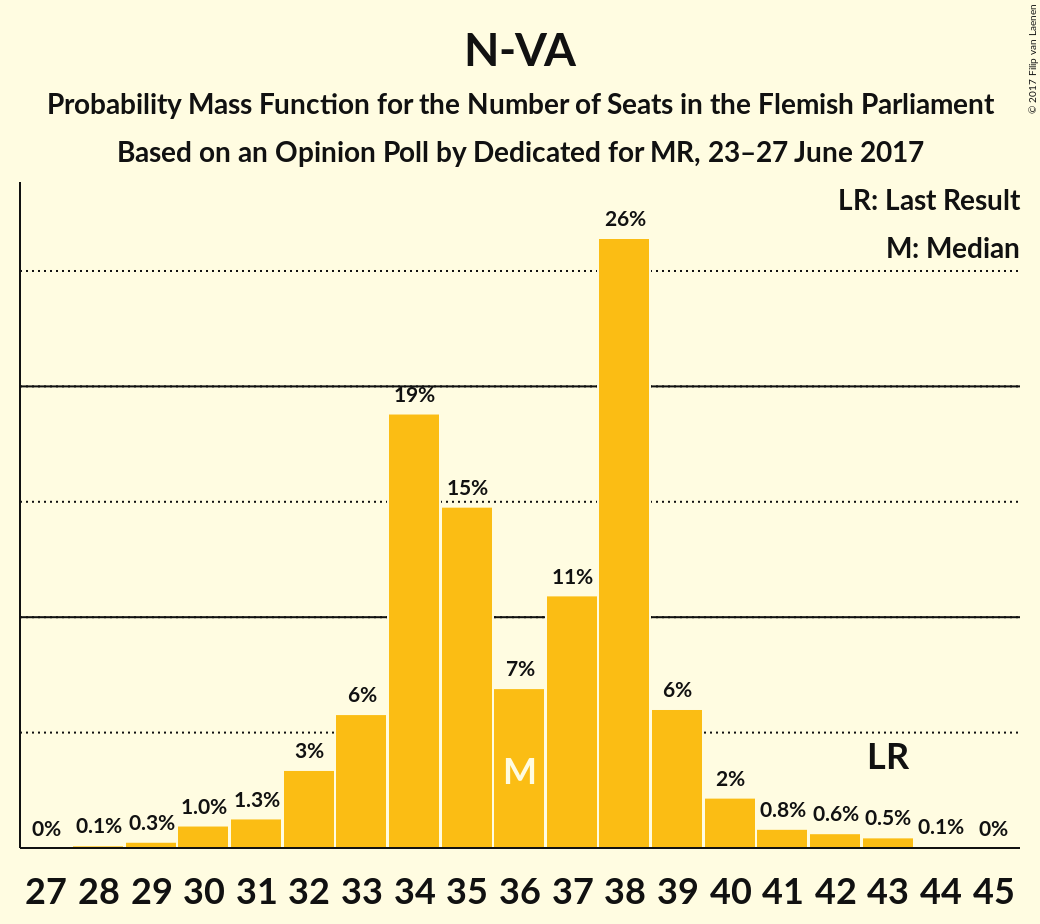 N-VA
Probability Mass Function for the Number of Seats in the Flemish Parliament
Based on an Opinion Poll by Dedicated for MR, 23–27 June 2017
© 2017 Filip van Laenen
LR: Last Result
M: Median
0%
0.1%
0.3%
1.0%
1.3%
3%
6%
19%
15%
7%
11%
26%
6%
2%
0.8%
0.6%
0.5%
0.1%
0%
M
LR
27 28 29 30 31 32 33 34 35 36 37 38 39 40 41 42 43 44 45